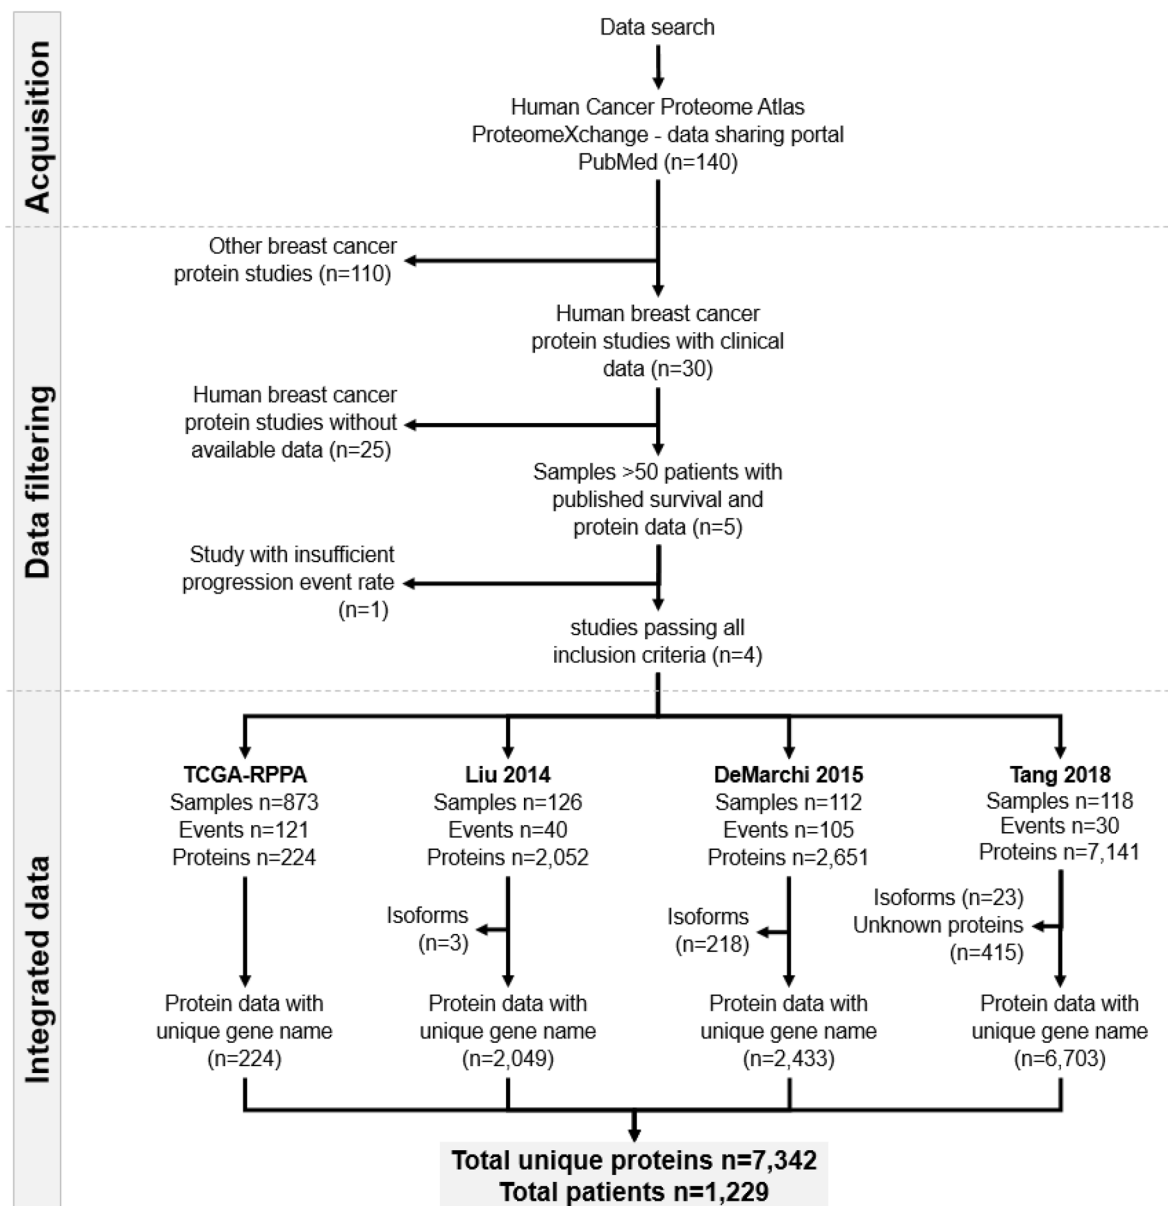 Acquisition
Data search
Human Cancer Proteome Atlas
ProteomeXchange - data sharing portal
PubMed (n=140)
Data filtering
Other breast cancer
protein studies (n=110)
Human breast cancer
protein studies with clinical
data (n=30)
Human breast cancer
protein studies without
available data (n=25)
Samples >50 patients with
published survival and
protein data (n=5)
Study with insufficient
progression event rate
(n=1)
studies passing all
inclusion criteria (n=4)
Integrated data
TCGA-RPPA
Samples n=873
Events n=121
Proteins n=224
Liu 2014
Samples n=126
Events n=40
Proteins n=2,052
DeMarchi 2015
Samples n=112
Events n=105
Proteins n=2,651
Tang 2018
Samples n=118
Events n=30
Proteins n=7,141
Isoforms
(n=3)
Isoforms
(n=218)
Isoforms (n=23)
Unknown proteins
(n=415)
Protein data with
unique gene name
(n=224)
Protein data with
unique gene name
(n=2,049)
Protein data with
unique gene name
(n=2,433)
Protein data with
unique gene name
(n=6,703)
Total unique proteins n=7,342
Total patients n=1,229